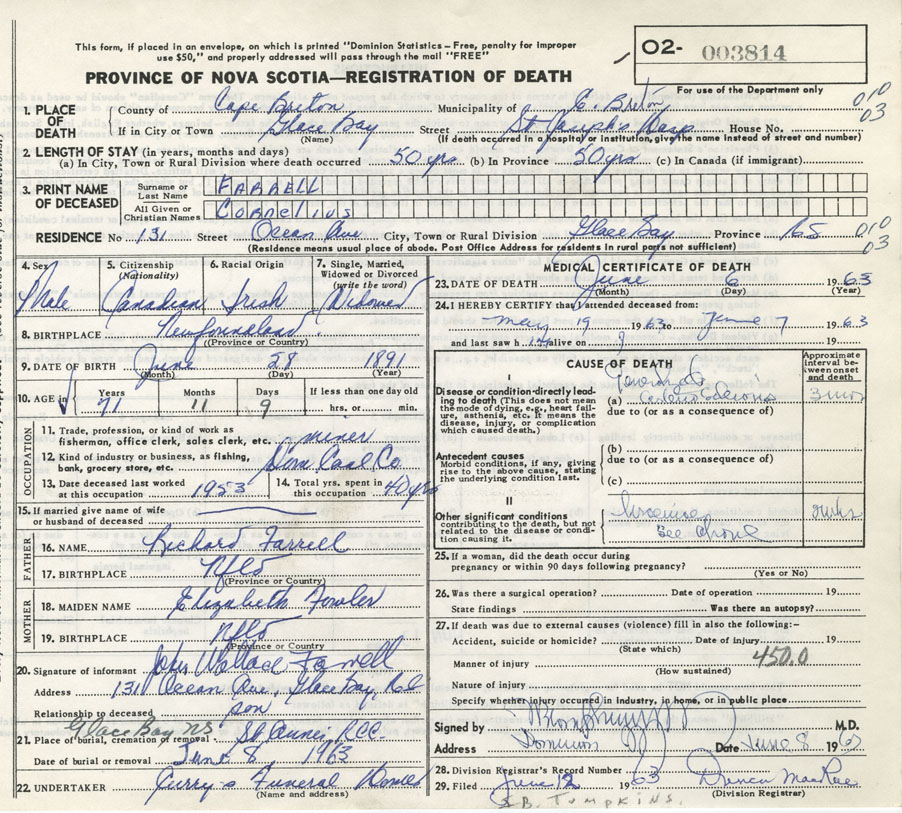 This form, if placed in an envelope, on which is printed "Dominion Statistics – Free, penalty for improper
use $50," and properly addressed will pass through the mail "FREE"
O2- 003814
PROVINCE OF NOVA SCOTIA—REGISTRATION OF DEATH
For use of the Department only
010
03
1. PLACE OF DEATH
County of Cape Breton Municipality of C. Breton
If in City or Town Glace Bay Street St Joseph's Hosp. House No.
(Name) (If death occurred in a hospital or institution, give the name instead of street and number)
2. LENGTH OF STAY (in years, months and days)
(a) In City, Town or Rural Division where death occurred 50 yrs. (b) In Province 50 yrs (c) In Canada (if immigrant)
3. PRINT NAME OF DECEASED
Surname or Last Name FARRELL
All Given or Christian Names CORNELIUS
RESIDENCE No. 131 Street Ocean Ave City, Town or Rural Division Glace Bay Province
010
03
(Residence means usual place of abode. Post Office Address for residents in rural parts not sufficient)
4. Sex Male
5. Citizenship (Nationality) Canadian
6. Racial Origin Irish
7. Single, Married, Widowed or Divorced (write the word) Widowed
8. BIRTHPLACE Newfoundland
(Province or Country)
9. DATE OF BIRTH June 28 1891
(Month) (Day) (Year)
10. AGE in Years 71 Months 11 Days 9 If less than one day old hrs. or min.
OCCUPATION
11. Trade, profession or kind of work as fisherman, office clerk, sales clerk, etc. miner
12. Kind of industry or business, as fishing, bank, grocery store, etc. Dom Coal Co
13. Date deceased last worked at this occupation 1953
14. Total yrs. spent in this occupation 40 yrs
15. If married give name of wife or husband of deceased
FATHER
16. NAME Richard Farrell
17. BIRTHPLACE Nfld
(Province or Country)
MOTHER
18. MAIDEN NAME Elizabeth Fowler
19. BIRTHPLACE Nfld
(Province or Country)
20. Signature of informant John Wallace Farrell
Address 131 Ocean Ave, Glace Bay,
Relationship to deceased son
Glace Bay NS
21. Place of burial, cremation or removal St Anne's RCC.
Date of burial or removal June 8 1963
22. UNDERTAKER Curry's Funeral Home
(Name and address)
MEDICAL CERTIFICATE OF DEATH
23. DATE OF DEATH June 6 1963
(Month) (Day) (Year)
24. I HEREBY CERTIFY that I attended deceased from:
May 19 1963, to June 7 1963
and last saw h im alive on 19
CAUSE OF DEATH
Approximate interval between onset and death
I
Disease or condition directly leading to death (This does not mean the mode of dying, e.g., heart failure, asthenia, etc. It means the disease, injury, or complication which caused death.)
(a)
due to (or as a consequence of)
Antecedent causes
Morbid conditions, if any, giving rise to the above cause, stating the underlying condition last.
(b)
due to (or as a consequence of)
(c)
II
Other significant conditions contributing to the death, but not related to the disease or condition causing it.
25. If a woman, did the death occur during pregnancy or within 90 days following pregnancy?
(Yes or No)
26. Was there a surgical operation? Date of operation 19
State findings Was there an autopsy?
27. If death was due to external causes (violence) fill in also the following:–
Accident, suicide or homicide? Date of injury 19
(State which)
Manner of injury 450.0
(How sustained)
Nature of injury
Specify whether injury occurred in industry, in home, or in public place
Signed by M.D.
Address Dominion Date June 8 1963
28. Division Registrar's Record Number
29. Filed June 12 1963 Duncan MacRae
(Division Registrar)
B. TOMPKINS.